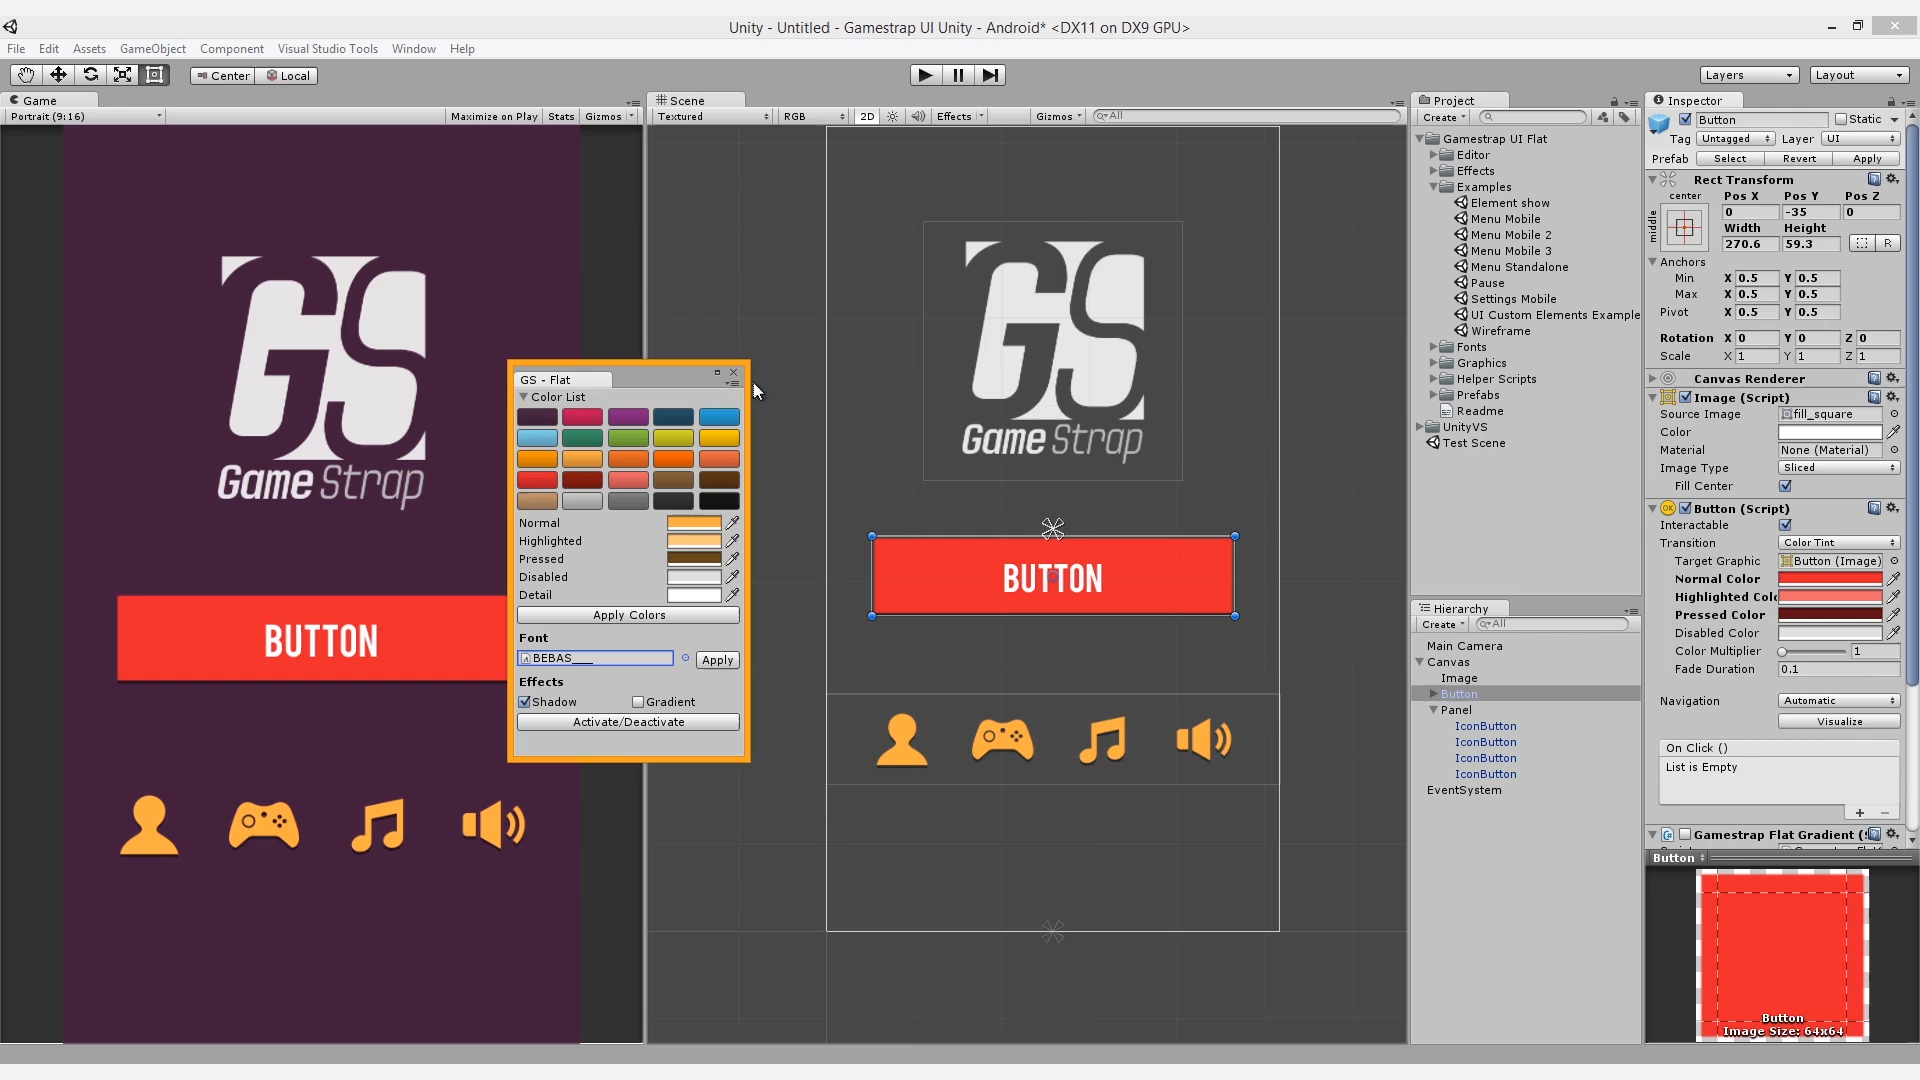 Unity - Untitled - Gamestrap UI Unity - Android* <DX11 on DX9 GPU>
File Edit Assets GameObject Component Visual Studio Tools Window Help
Center Local
Layers Layout
Game
Portrait (9:16) Maximize on Play Stats Gizmos
GS
Game Strap
BUTTON
GS - Flat
Color List
Normal
Highlighted
Pressed
Disabled
Detail
Apply Colors
Font
BEBAS___ Apply
Effects
Shadow Gradient
Activate/Deactivate
Scene
Textured RGB 2D Effects Gizmos All
GS
Game Strap
BUTTON
Project
Create
Gamestrap UI Flat
Editor
Effects
Examples
Element show
Menu Mobile
Menu Mobile 2
Menu Mobile 3
Menu Standalone
Pause
Settings Mobile
UI Custom Elements Example
Wireframe
Fonts
Graphics
Helper Scripts
Prefabs
Readme
UnityVS
Test Scene
Hierarchy
Create All
Main Camera
Canvas
Image
Button
Panel
IconButton
IconButton
IconButton
IconButton
EventSystem
Inspector
Button Static
Tag Untagged Layer UI
Prefab Select Revert Apply
Rect Transform
center Pos X Pos Y Pos Z
middle 0 -35 0
Width Height
270.6 59.3 R
Anchors
Min X 0.5 Y 0.5
Max X 0.5 Y 0.5
Pivot X 0.5 Y 0.5
Rotation X 0 Y 0 Z 0
Scale X 1 Y 1 Z 1
Canvas Renderer
Image (Script)
Source Image fill_square
Color
Material None (Material)
Image Type Sliced
Fill Center
OK Button (Script)
Interactable
Transition Color Tint
Target Graphic Button (Image)
Normal Color
Highlighted Colo
Pressed Color
Disabled Color
Color Multiplier 1
Fade Duration 0.1
Navigation Automatic
Visualize
On Click ()
List is Empty
+ -
Gamestrap Flat Gradient (
Button
Button
Image Size: 64x64